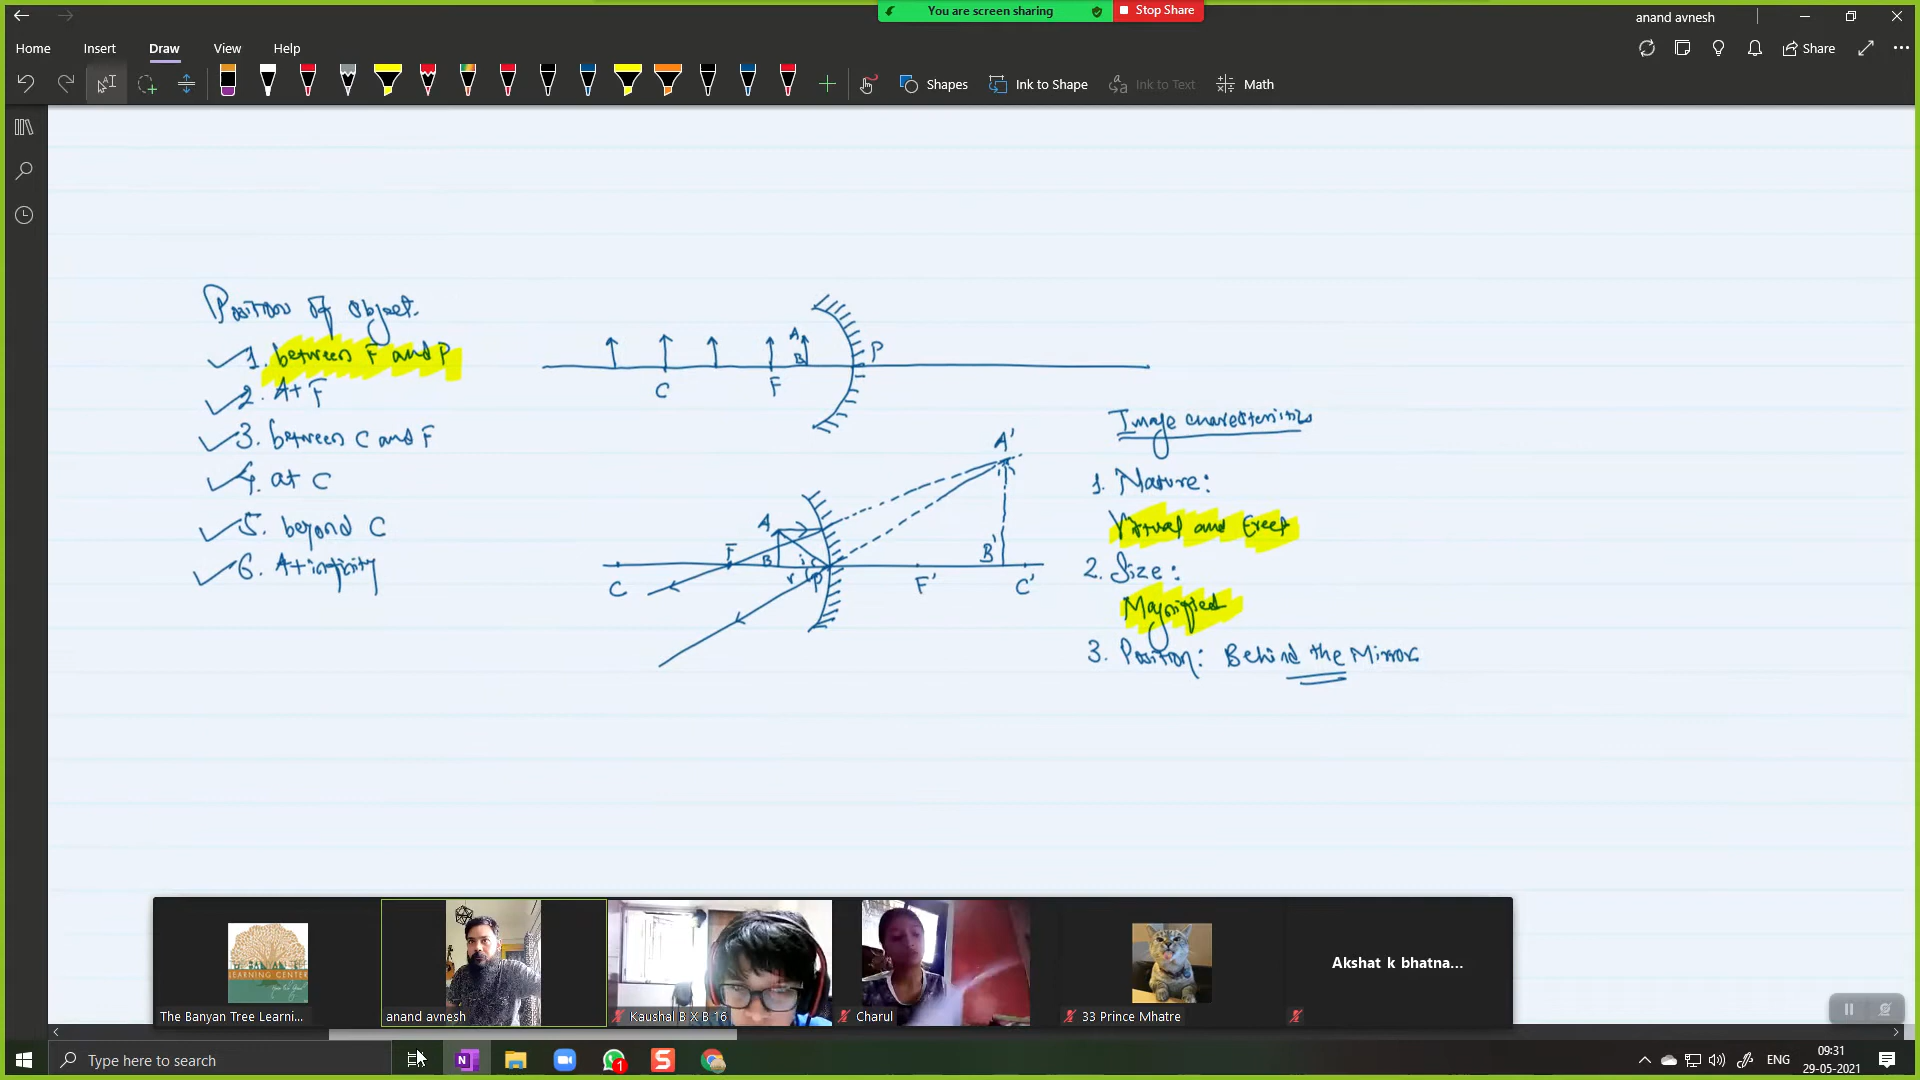 You are screen sharing
Stop Share
anand avnesh
Home Insert Draw View Help
Share
Shapes
Ink to Shape
Ink to Text
Math
Position of object.
1. between F and P
2. At F
3. between C and F
4. at C
5. beyond C
6. At infinity
A
B
P
C
F
Image characteristics
1. Nature:
Virtual and Erect
2. Size:
Magnified
3. Position: Behind the Mirror
A'
A
F
B
i
r
P
B'
C
F'
C'
LEARNING CENTER
The Banyan Tree Learni...
anand avnesh
Kaushal B X B 16
Charul
33 Prince Mhatre
Akshat k bhatna...
Type here to search
N
1
S
ENG
09:31
29-05-2021